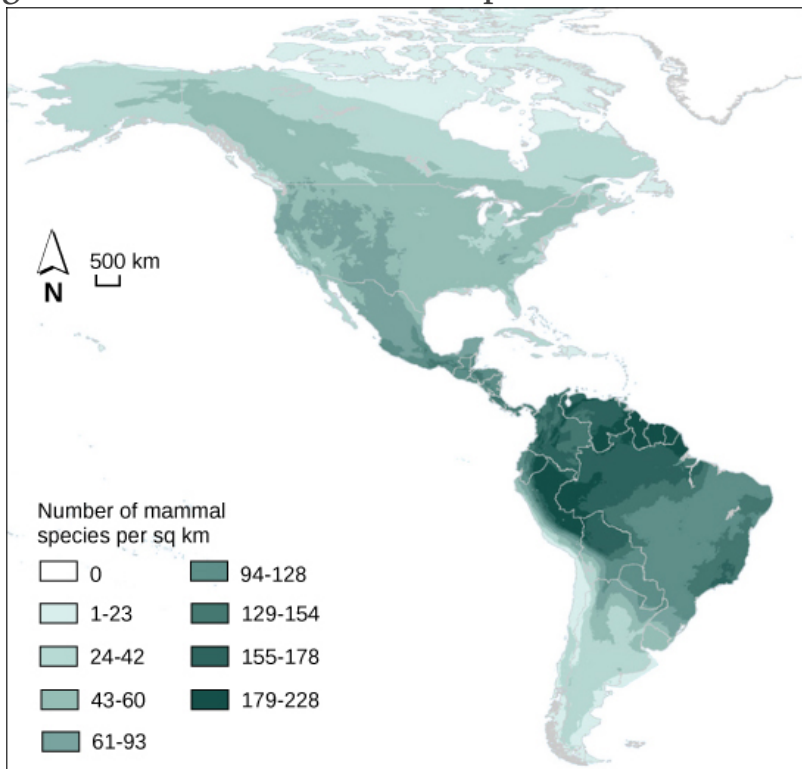 500 km
N
Number of mammal
species per sq km
0
1-23
24-42
43-60
61-93
94-128
129-154
155-178
179-228